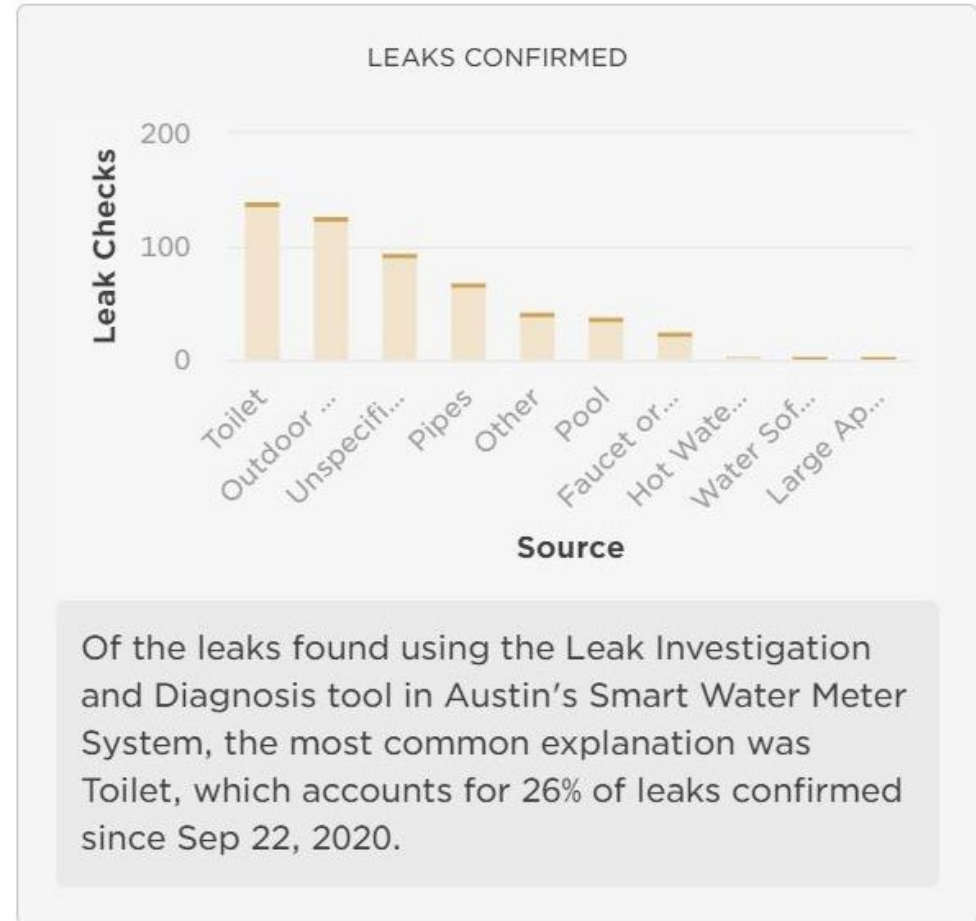 LEAKS CONFIRMED
200
Leak Checks
100
0
Toilet
Outdoor ...
Unspecifi...
Pipes
Other
Pool
Faucet or...
Hot Wate...
Water Sof...
Large Ap...
Source
Of the leaks found using the Leak Investigation
and Diagnosis tool in Austin's Smart Water Meter
System, the most common explanation was
Toilet, which accounts for 26% of leaks confirmed
since Sep 22, 2020.